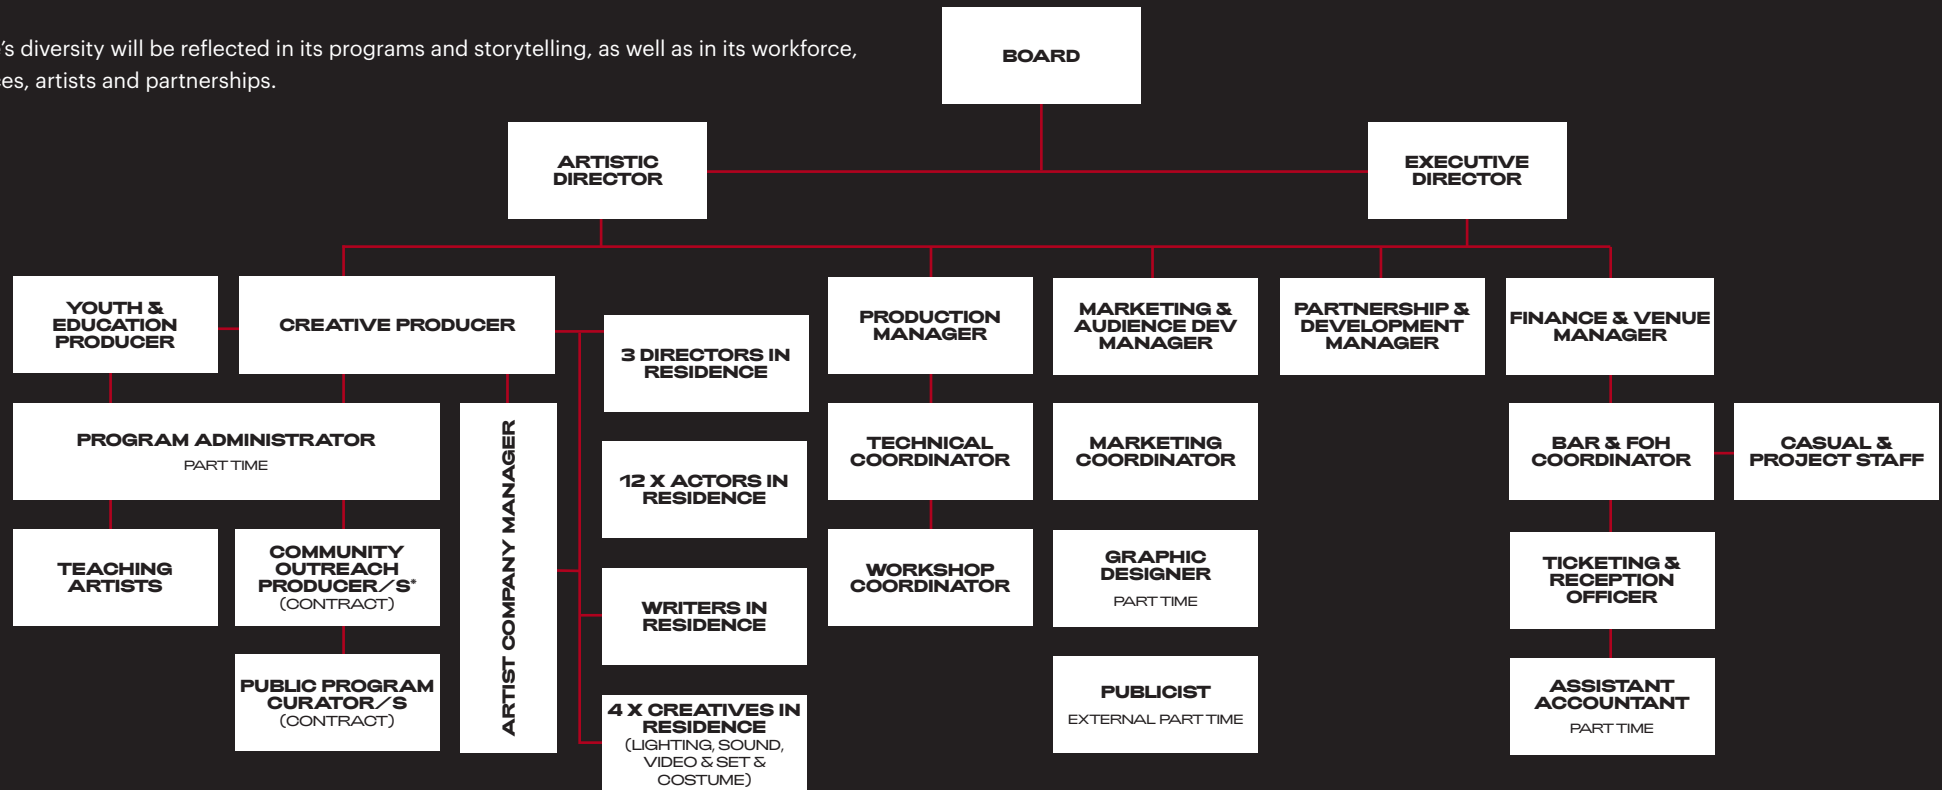 's diversity will be reflected in its programs and storytelling, as well as in its workforce,
artists and partnerships.
BOARD
ARTISTIC
DIRECTOR
EXECUTIVE
DIRECTOR
YOUTH &
EDUCATION
PRODUCER
CREATIVE PRODUCER
3 DIRECTORS IN
RESIDENCE
PRODUCTION
MANAGER
MARKETING &
AUDIENCE DEV
MANAGER
PARTNERSHIP &
DEVELOPMENT
MANAGER
FINANCE & VENUE
MANAGER
PROGRAM ADMINISTRATOR
PART TIME
ARTIST COMPANY MANAGER
12 X ACTORS IN
RESIDENCE
TECHNICAL
COORDINATOR
MARKETING
COORDINATOR
BAR & FOH
COORDINATOR
CASUAL &
PROJECT STAFF
TEACHING
ARTISTS
COMMUNITY
OUTREACH
PRODUCER/S*
(CONTRACT)
WRITERS IN
RESIDENCE
WORKSHOP
COORDINATOR
GRAPHIC
DESIGNER
PART TIME
TICKETING &
RECEPTION
OFFICER
PUBLIC PROGRAM
CURATOR/S
(CONTRACT)
4 X CREATIVES IN
RESIDENCE
(LIGHTING, SOUND,
VIDEO & SET &
COSTUME)
PUBLICIST
EXTERNAL PART TIME
ASSISTANT
ACCOUNTANT
PART TIME